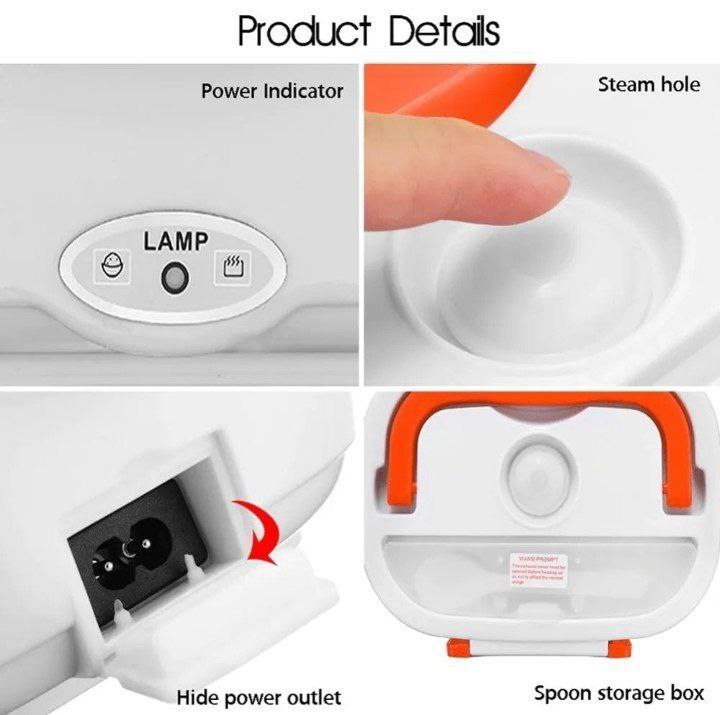 Product Details
Power Indicator
Steam hole
LAMP
WARM PROMPT
Hide power outlet
Spoon storage box